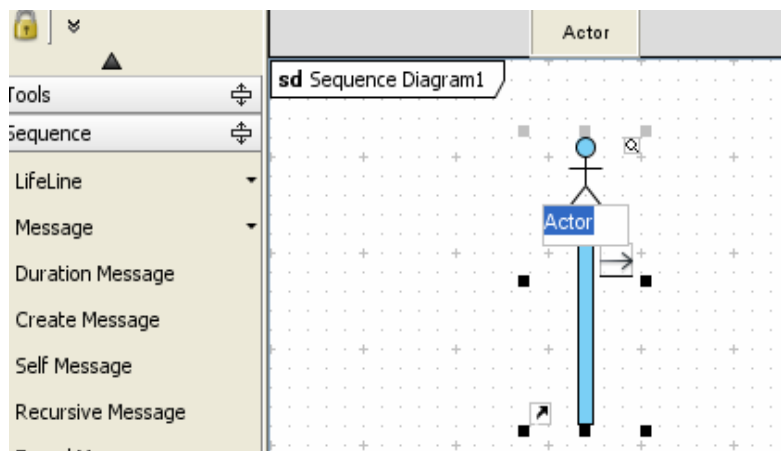 Actor
sd Sequence Diagram1
Tools
Sequence
LifeLine
Actor
Message
Duration Message
Create Message
Self Message
Recursive Message